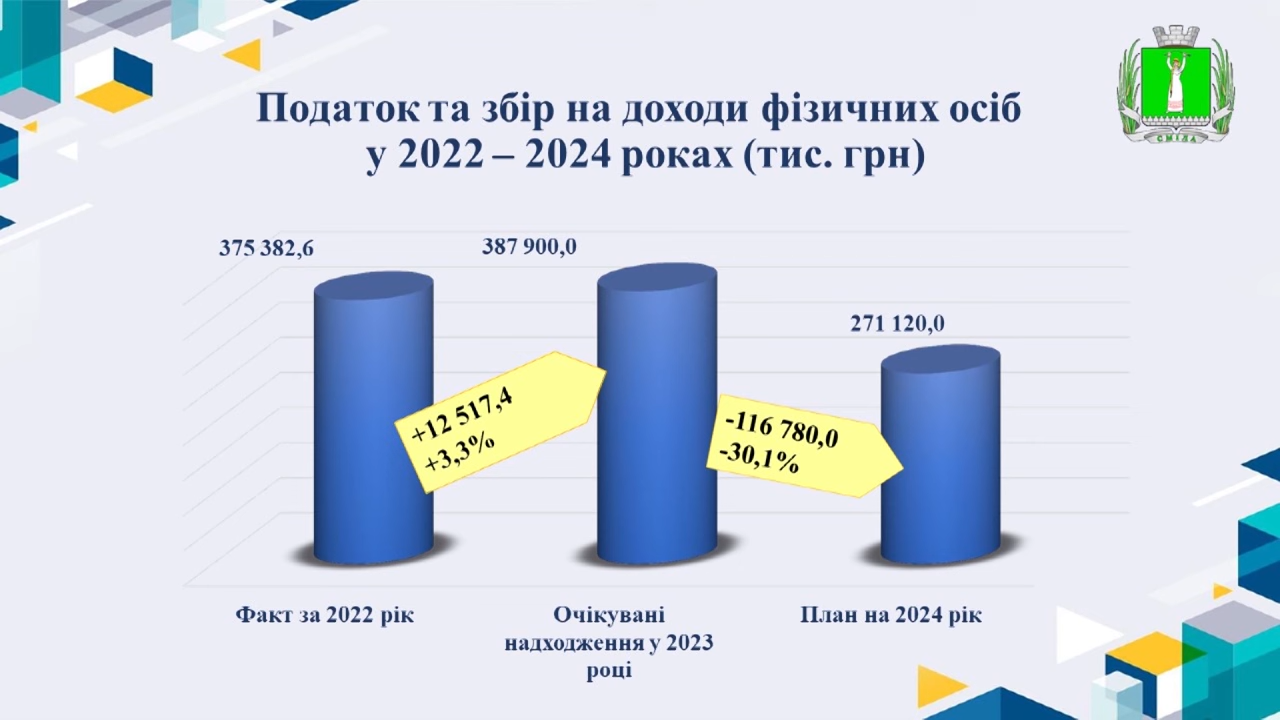 Податок та збір на доходи фізичних осіб
у 2022 – 2024 роках (тис. грн)
СМІЛА
375 382,6
387 900,0
271 120,0
+12 517,4
+3,3%
-116 780,0
-30,1%
Факт за 2022 рік
Очікувані
надходження у 2023
році
План на 2024 рік